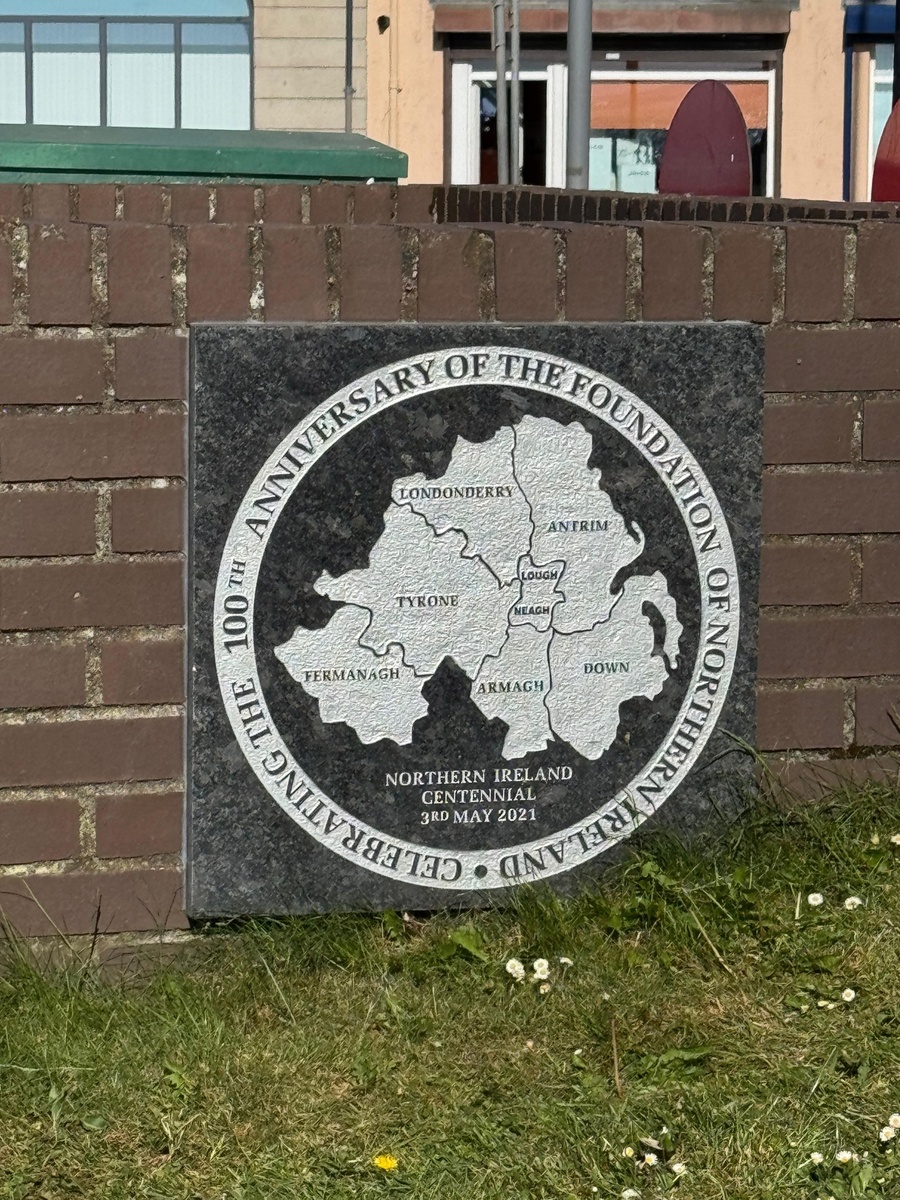 CELEBRATING THE 100TH ANNIVERSARY OF THE FOUNDATION OF NORTHERN IRELAND •
LONDONDERRY
ANTRIM
LOUGH
NEAGH
TYRONE
FERMANAGH
ARMAGH
DOWN
NORTHERN IRELAND
CENTENNIAL
3RD MAY 2021